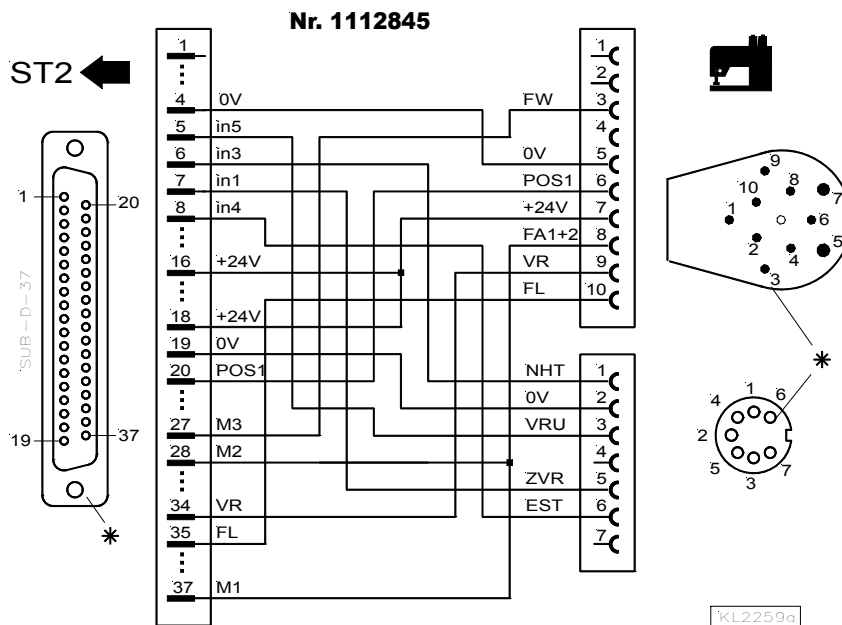 Nr. 1112845
ST2
1
4 0V
5 in5
6 in3
7 in1
8 in4
16 +24V
18 +24V
19 0V
20 POS1
27 M3
28 M2
34 VR
35 FL
37 M1
1
2
FW 3
4
0V 5
POS1 6
+24V 7
FA1+2 8
VR 9
FL 10
NHT 1
0V 2
VRU 3
4
ZVR 5
EST 6
7
1
20
SUB-D-37
19
37
9
8
7
10
1
6
2
4
5
3
1
4
6
2
5
7
3
KL2259a